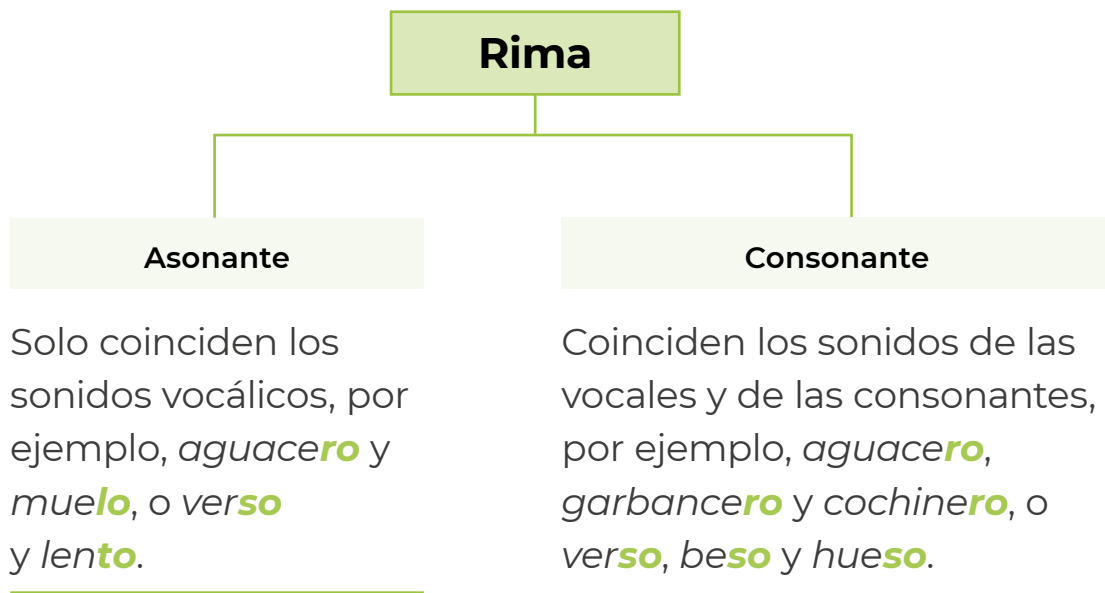 Rima
Asonante
Solo coinciden los
sonidos vocálicos, por
ejemplo, aguacero y
muelo, o verso
y lento.
Consonante
Coinciden los sonidos de las
vocales y de las consonantes,
por ejemplo, aguacero,
garbancero y cochinero, o
verso, beso y hueso.